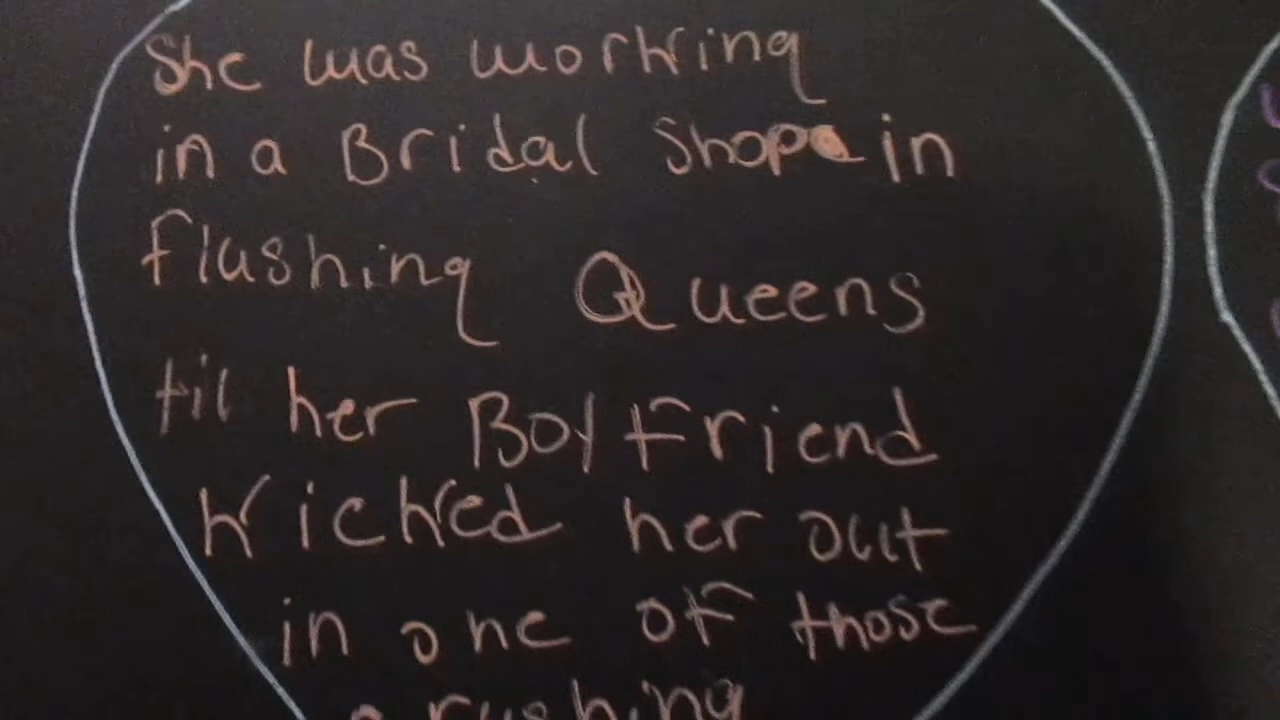 She was working
in a Bridal Shop in
flushing Queens
til her Boyfriend
kicked her out
in one of those
crushing